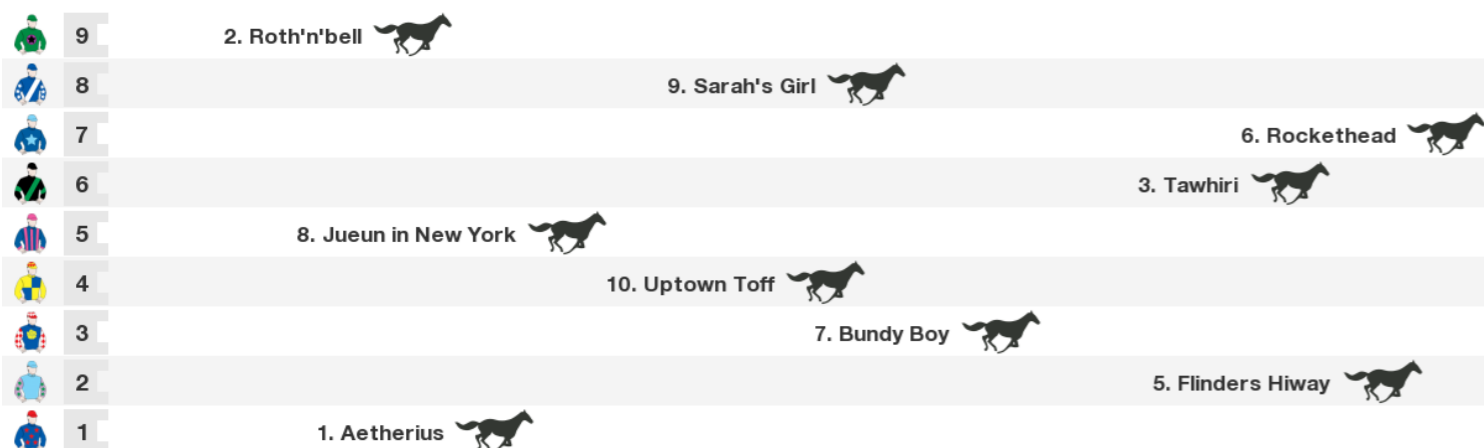 9 2. Roth'n'bell
8 9. Sarah's Girl
7 6. Rockethead
6 3. Tawhiri
5 8. Jueun in New York
4 10. Uptown Toff
3 7. Bundy Boy
2 5. Flinders Hiway
1 1. Aetherius